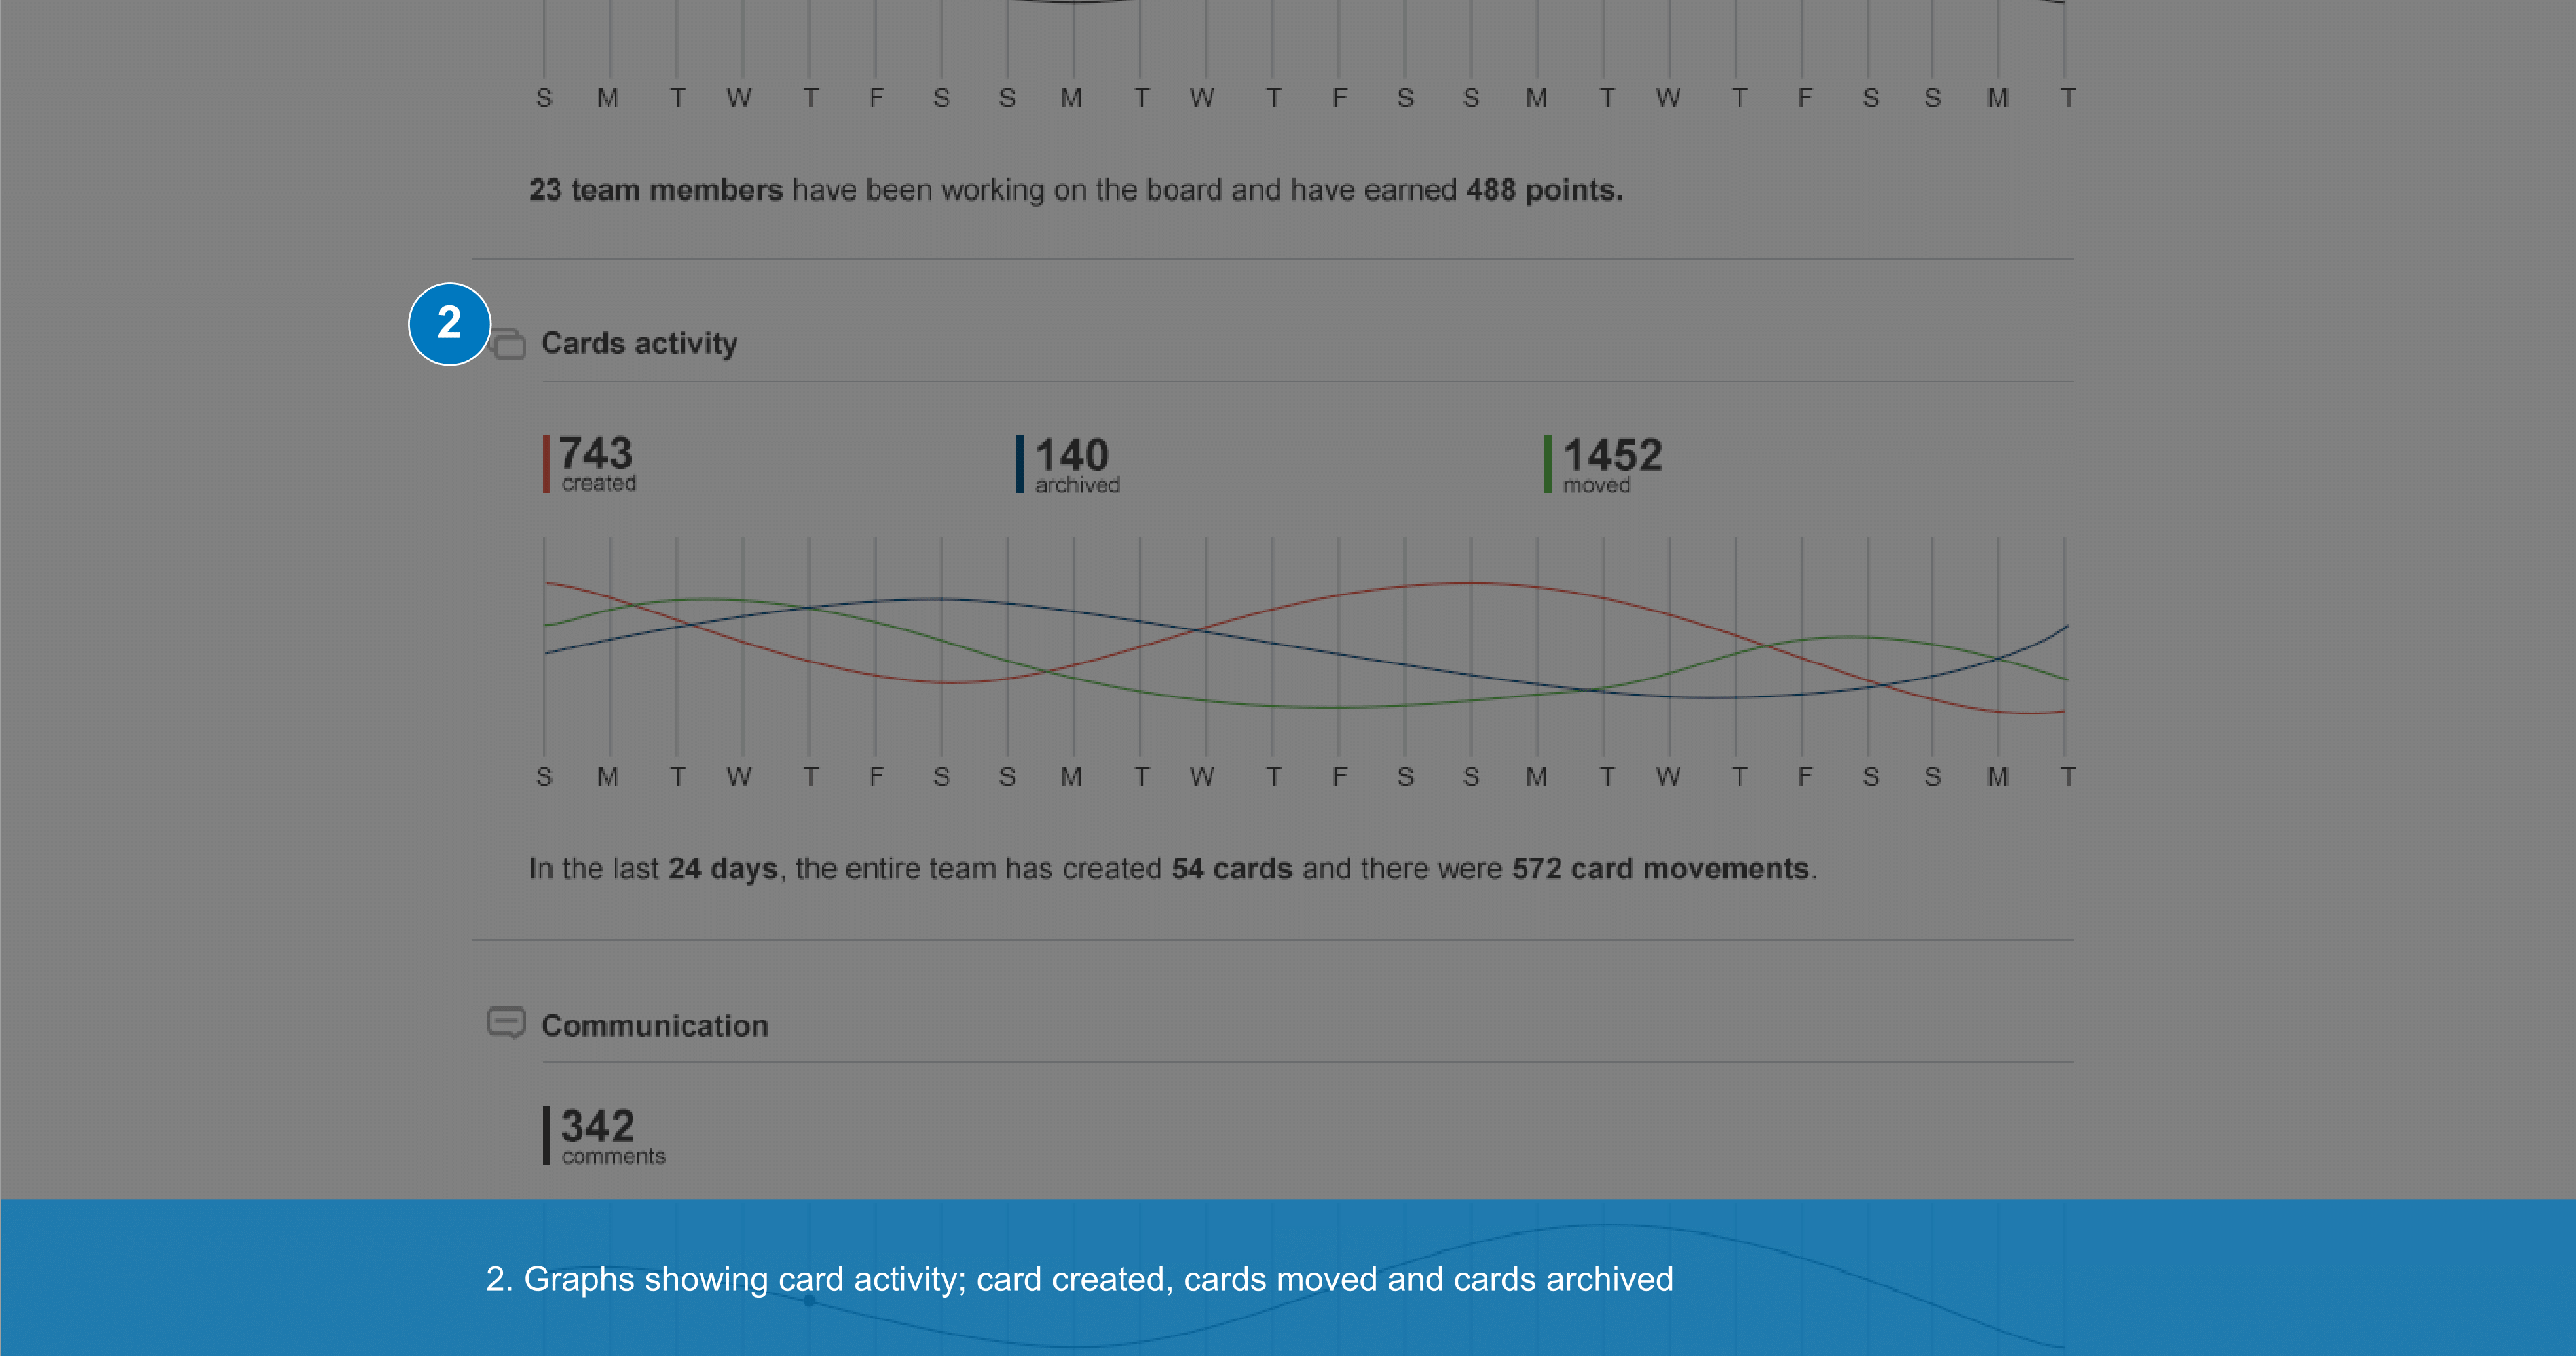 S M T W T F S S M T W T F S S M T W T F S S M T
23 team members have been working on the board and have earned 488 points.
2
Cards activity
743 140 1452
created archived moved
S M T W T F S S M T W T F S S M T W T F S S M T
In the last 24 days, the entire team has created 54 cards and there were 572 card movements.
Communication
342
comments
2. Graphs showing card activity; card created, cards moved and cards archived